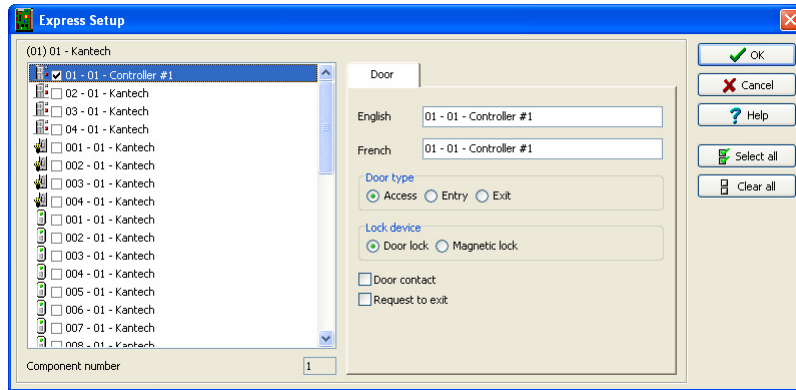 Express Setup
(01) 01 - Kantech
01 - 01 - Controller #1
02 - 01 - Kantech
03 - 01 - Kantech
04 - 01 - Kantech
001 - 01 - Kantech
002 - 01 - Kantech
003 - 01 - Kantech
004 - 01 - Kantech
001 - 01 - Kantech
002 - 01 - Kantech
003 - 01 - Kantech
004 - 01 - Kantech
005 - 01 - Kantech
006 - 01 - Kantech
007 - 01 - Kantech
008 - 01 - Kantech
Component number 1
Door
English 01 - 01 - Controller #1
French 01 - 01 - Controller #1
Door type
Access Entry Exit
Lock device
Door lock Magnetic lock
Door contact
Request to exit
OK
Cancel
Help
Select all
Clear all